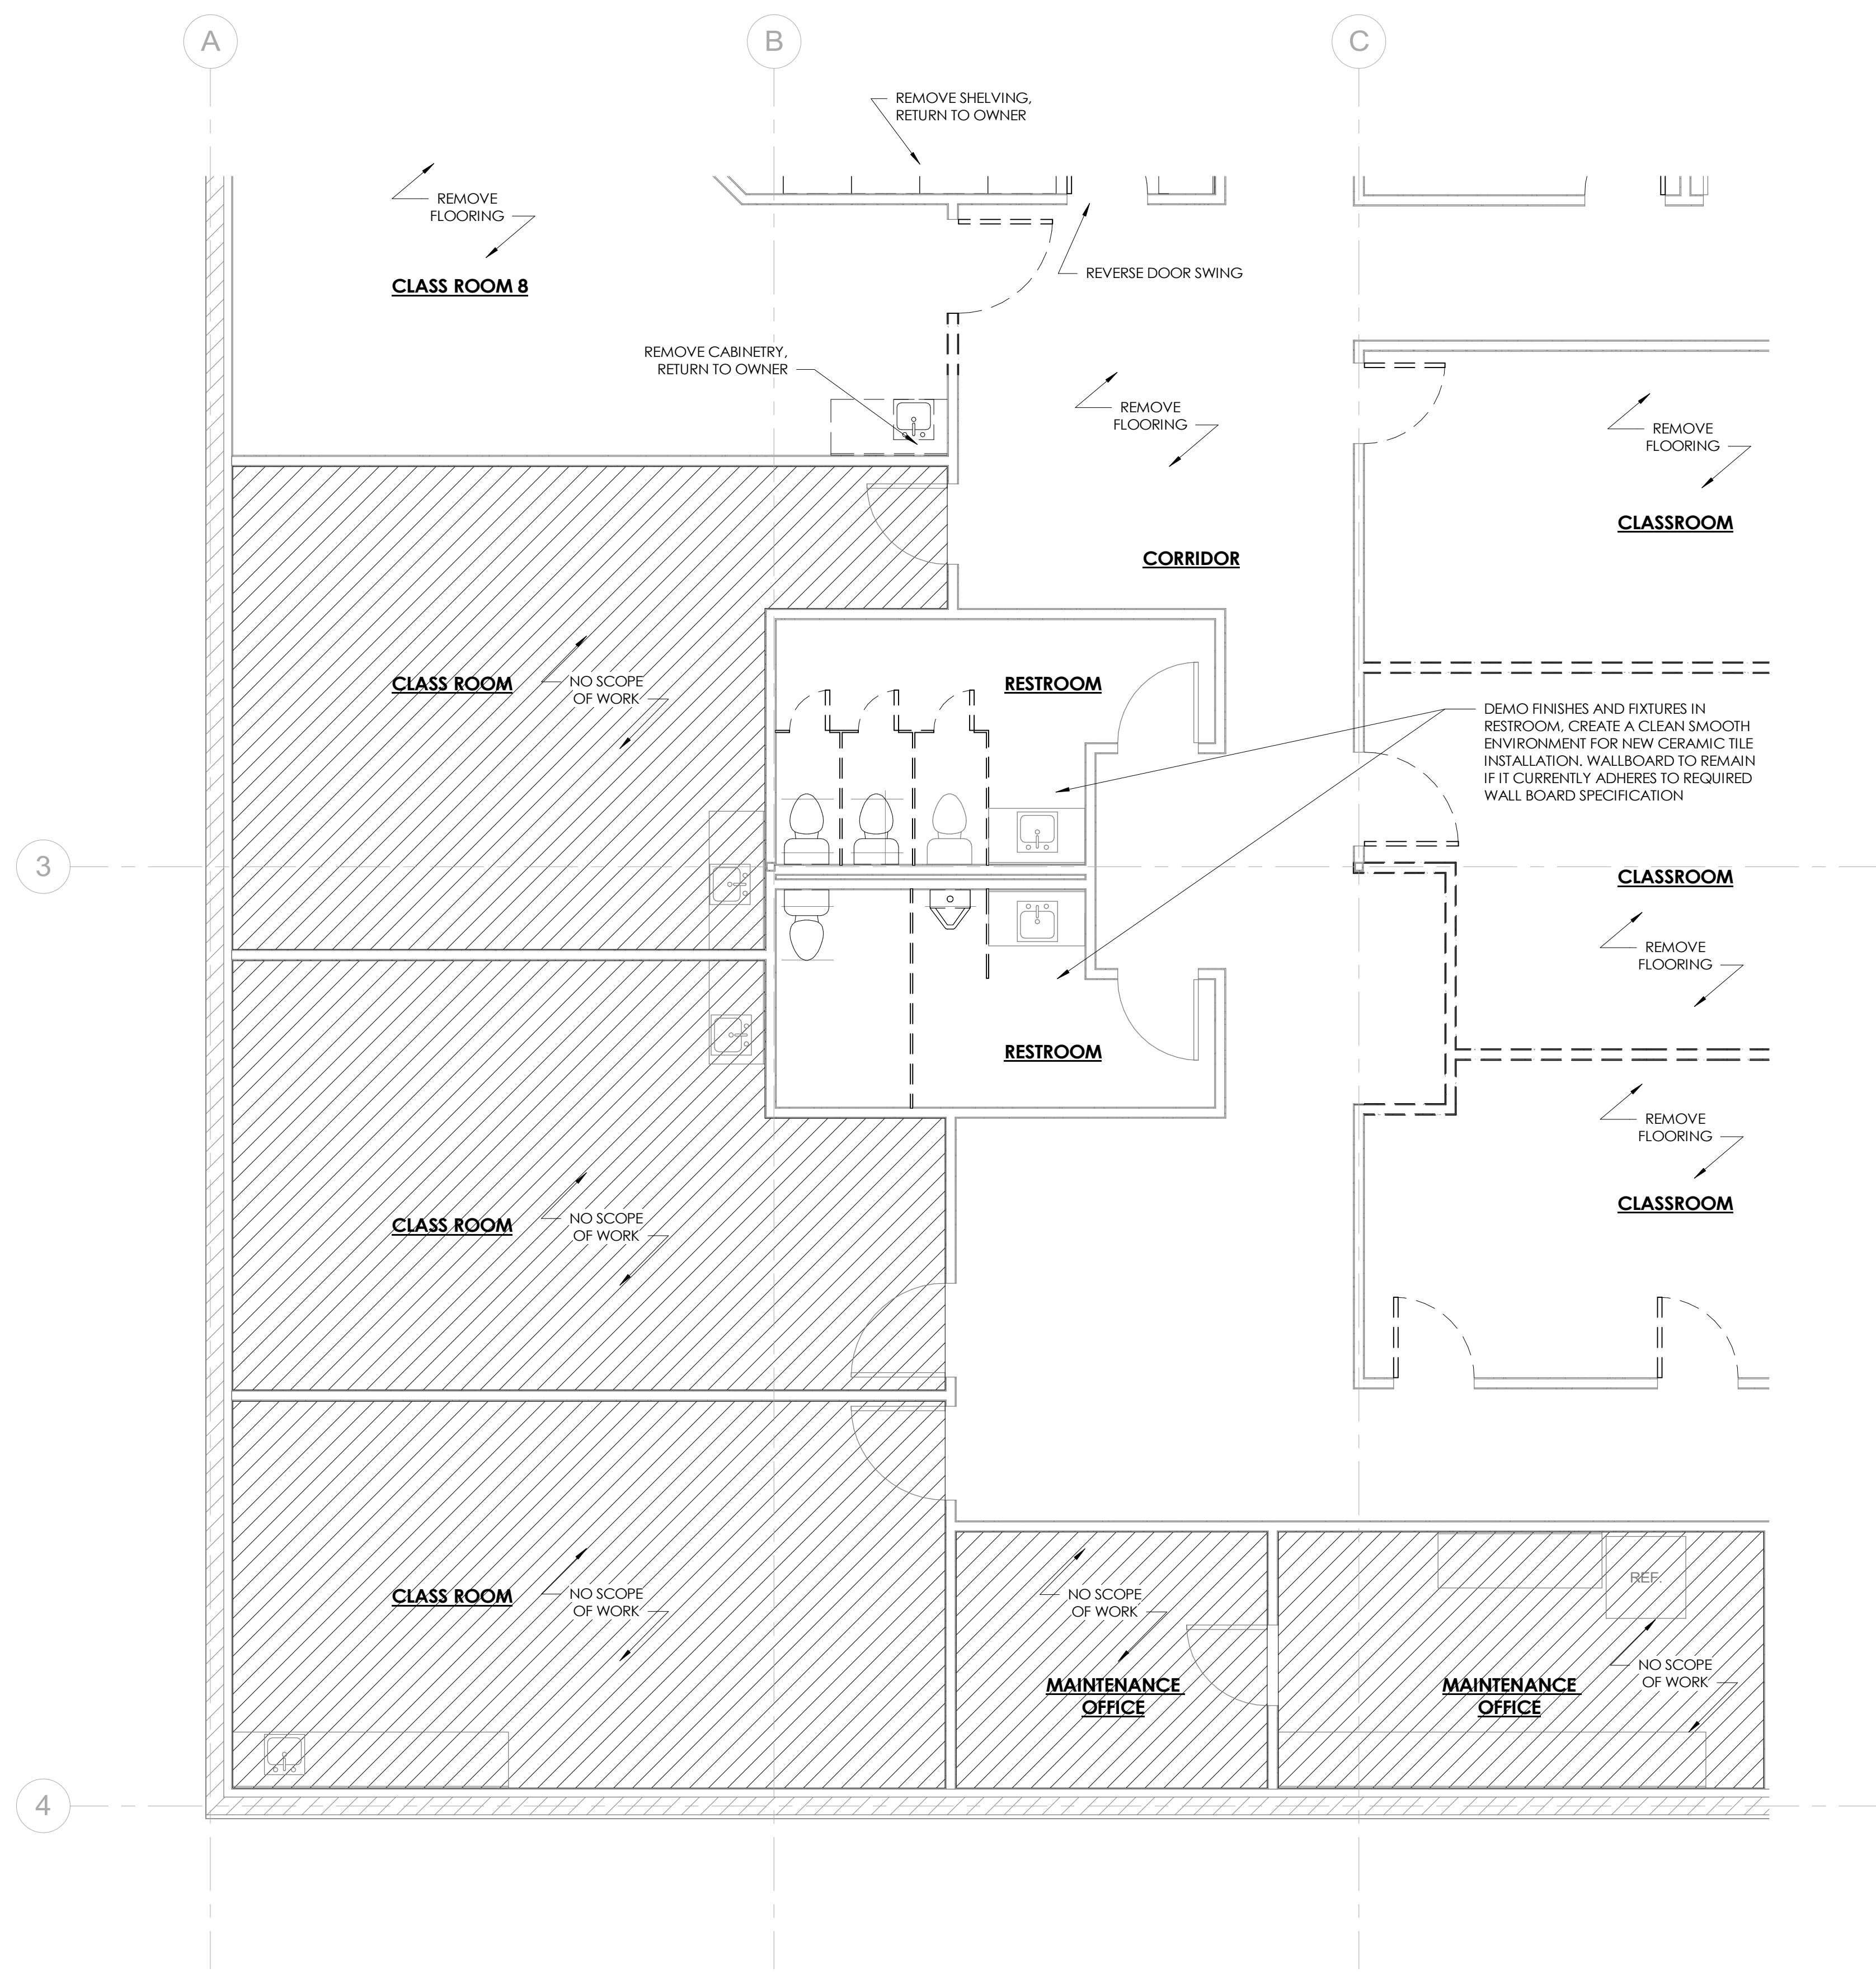 A
B
C
REMOVE SHELVING,
RETURN TO OWNER
REMOVE
FLOORING
CLASS ROOM 8
REVERSE DOOR SWING
REMOVE CABINETRY,
RETURN TO OWNER
REMOVE
FLOORING
REMOVE
FLOORING
CLASSROOM
CORRIDOR
CLASS ROOM
NO SCOPE
OF WORK
RESTROOM
DEMO FINISHES AND FIXTURES IN
RESTROOM, CREATE A CLEAN SMOOTH
ENVIRONMENT FOR NEW CERAMIC TILE
INSTALLATION. WALLBOARD TO REMAIN
IF IT CURRENTLY ADHERES TO REQUIRED
WALL BOARD SPECIFICATION
3
CLASSROOM
REMOVE
FLOORING
RESTROOM
REMOVE
FLOORING
CLASSROOM
CLASS ROOM
NO SCOPE
OF WORK
CLASS ROOM
NO SCOPE
OF WORK
NO SCOPE
OF WORK
MAINTENANCE
OFFICE
REF.
NO SCOPE
OF WORK
MAINTENANCE
OFFICE
4